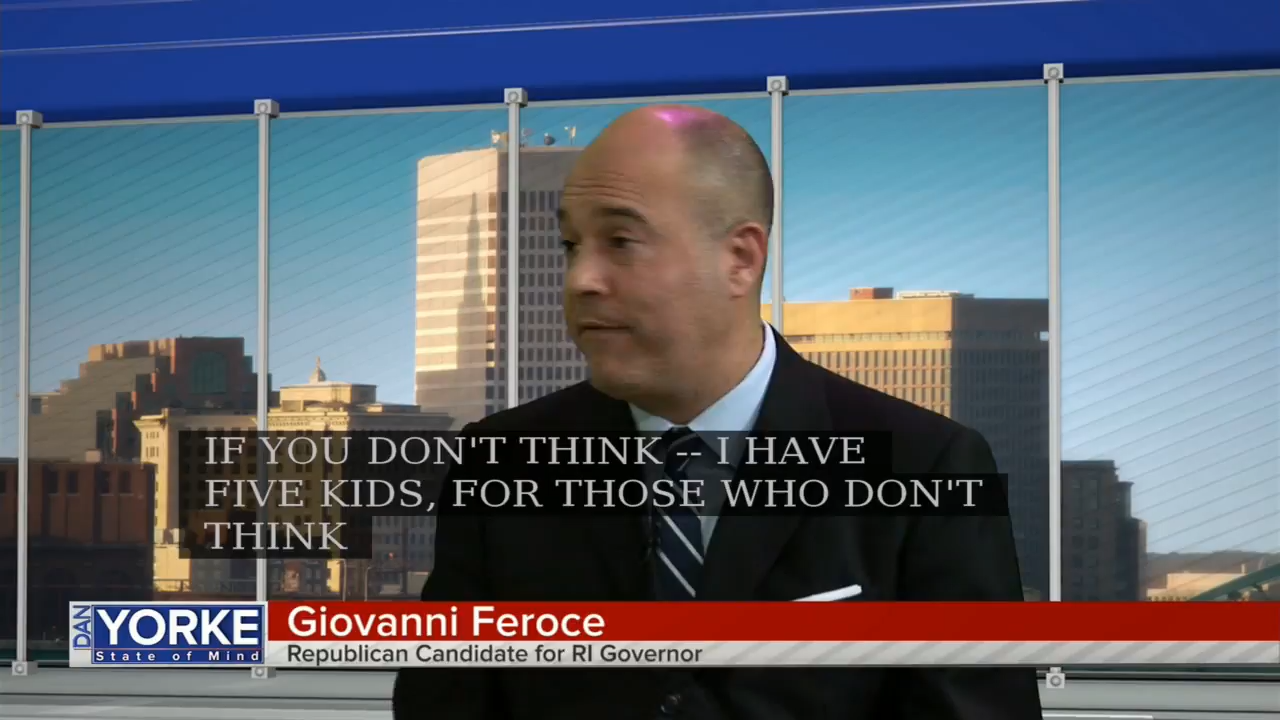 IF YOU DON'T THINK -- I HAVE
FIVE KIDS, FOR THOSE WHO DON'T
THINK
DAN
YORKE
State of Mind
Giovanni Feroce
Republican Candidate for RI Governor